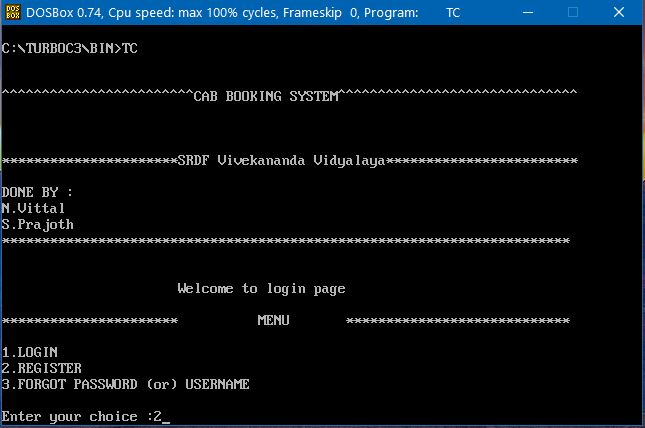 DOSBox 0.74, Cpu speed: max 100% cycles, Frameskip 0, Program: TC
C:\TURBOC3\BIN>TC
^^^^^^^^^^^^^^^^^^^^^^^^CAB BOOKING SYSTEM^^^^^^^^^^^^^^^^^^^^^^^^^^^^^^
**********************SRDF Vivekananda Vidyalaya************************
DONE BY :
N.Vittal
S.Prajoth
***********************************************************************
Welcome to login page
********************** MENU ****************************
1.LOGIN
2.REGISTER
3.FORGOT PASSWORD (or) USERNAME
Enter your choice :2_